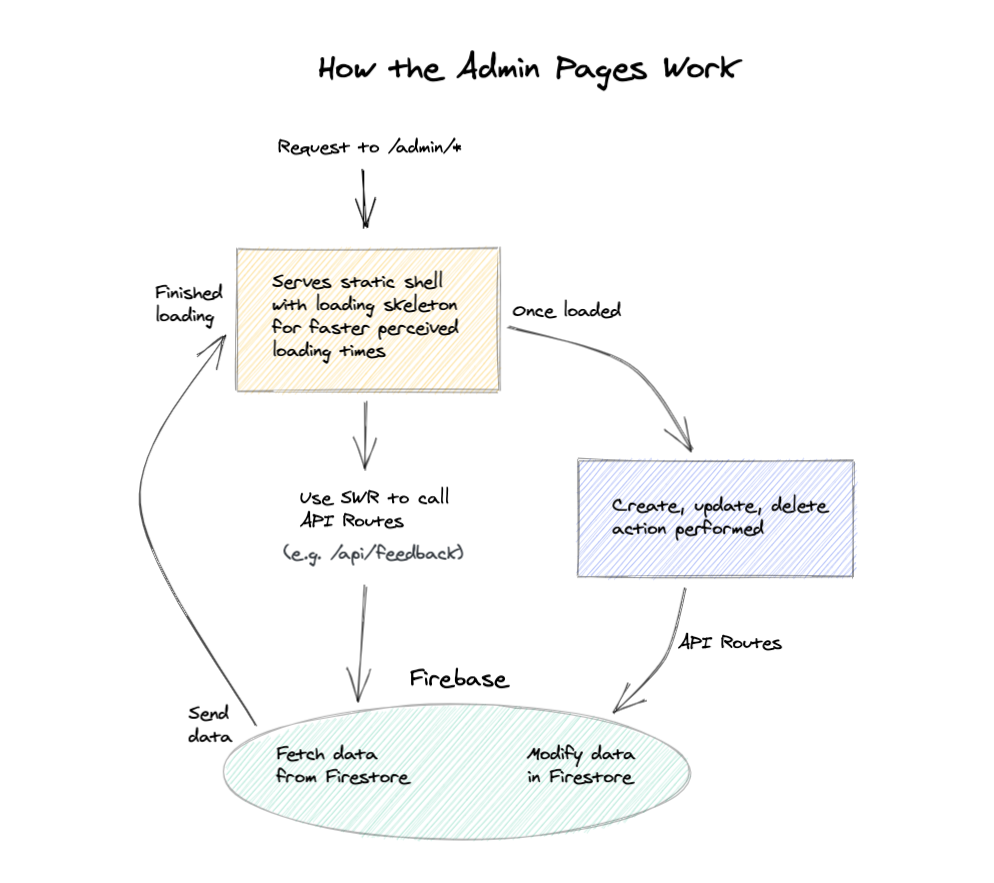 How the Admin Pages Work
Request to /admin/*
Serves static shell
with loading skeleton
for faster perceived
loading times
Finished
loading
Once loaded
Use SWR to call
API Routes
(e.g. /api/feedback)
Create, update, delete
action performed
API Routes
Firebase
Send
data
Fetch data
from Firestore
Modify data
in Firestore